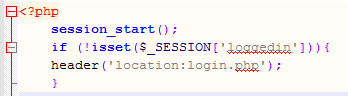 <?php
session_start();
if (!isset($_SESSION['loggedin'])){
header('location:login.php');
}